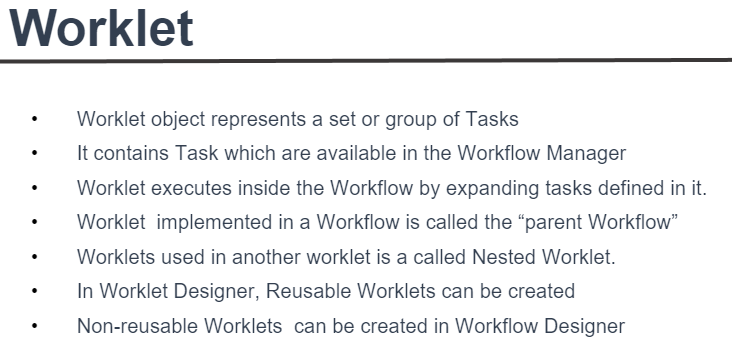 Worklet
• Worklet object represents a set or group of Tasks
• It contains Task which are available in the Workflow Manager
• Worklet executes inside the Workflow by expanding tasks defined in it.
• Worklet  implemented in a Workflow is called the “parent Workflow”
• Worklets used in another worklet is a called Nested Worklet.
• In Worklet Designer, Reusable Worklets can be created
• Non-reusable Worklets  can be created in Workflow Designer